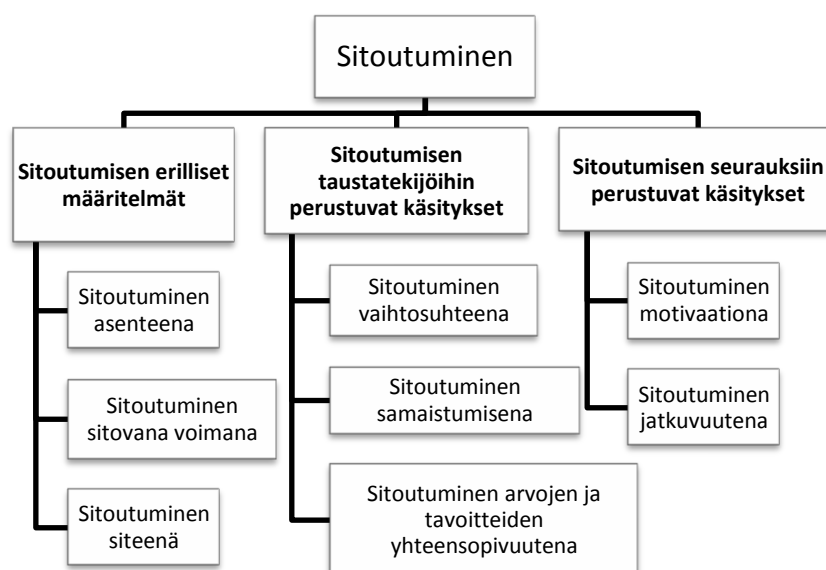 Sitoutuminen
Sitoutumisen erilliset
määritelmät
Sitoutuminen
asenteena
Sitoutuminen
sitovana voimana
Sitoutuminen
siteenä
Sitoutumisen
taustatekijöihin
perustuvat käsitykset
Sitoutuminen
vaihtosuhteena
Sitoutuminen
samaistumisena
Sitoutuminen arvojen ja
tavoitteiden
yhteensopivuutena
Sitoutumisen seurauksiin
perustuvat käsitykset
Sitoutuminen
motivaationa
Sitoutuminen
jatkuvuutena